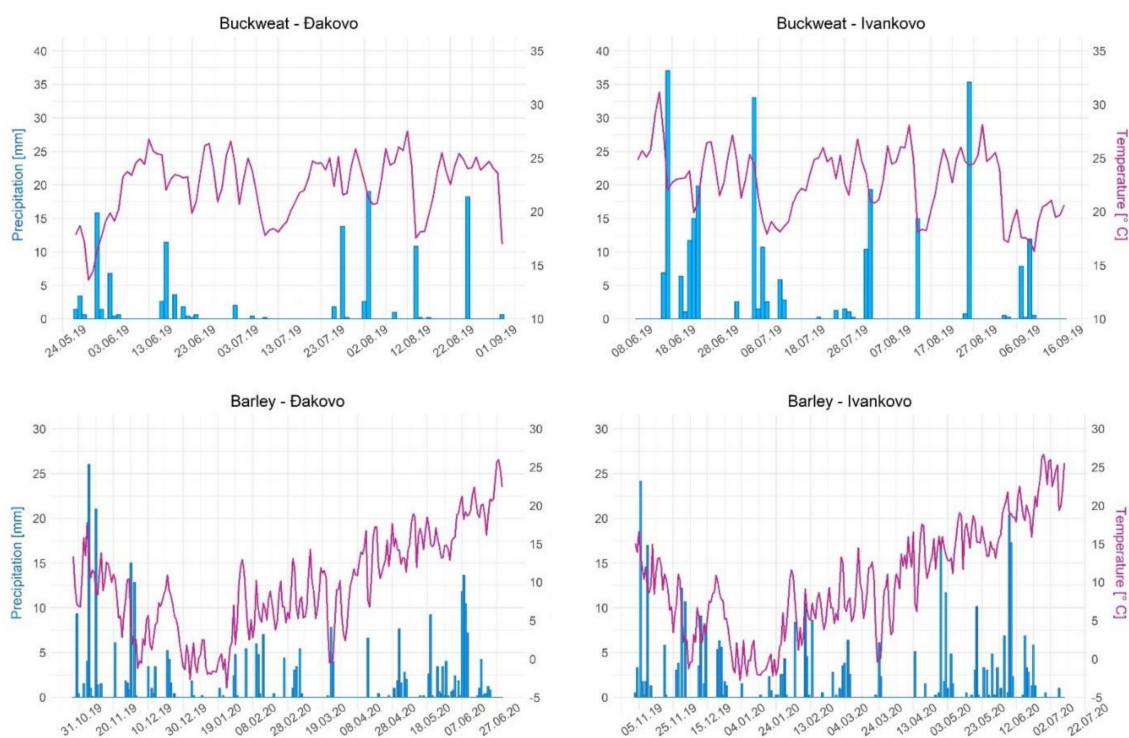 Buckweat - Đakovo
Buckweat - Ivankovo
40 35
35 30
30
25 25
20 20
15
10 15
5
0 10
Precipitation [mm]
24.05.19 03.06.19 13.06.19 23.06.19 03.07.19 13.07.19 23.07.19 02.08.19 12.08.19 22.08.19 01.09.19
40 35
35 30
30
25 25
20 20
15
10 15
5
0 10
Temperature [° C]
08.06.19 18.06.19 28.06.19 08.07.19 18.07.19 28.07.19 07.08.19 17.08.19 27.08.19 06.09.19 16.09.19
Barley - Đakovo
Barley - Ivankovo
30 30
25 25
20 20
15 15
10 10
5 5
0 0
-5
Precipitation [mm]
31.10.19 20.11.19 10.12.19 30.12.19 19.01.20 08.02.20 28.02.20 19.03.20 08.04.20 28.04.20 18.05.20 07.06.20 27.06.20
30 30
25 25
20 20
15 15
10 10
5 5
0 0
-5
Temperature [° C]
05.11.19 25.11.19 15.12.19 04.01.20 24.01.20 13.02.20 04.03.20 24.03.20 13.04.20 03.05.20 23.05.20 12.06.20 02.07.20 22.07.20